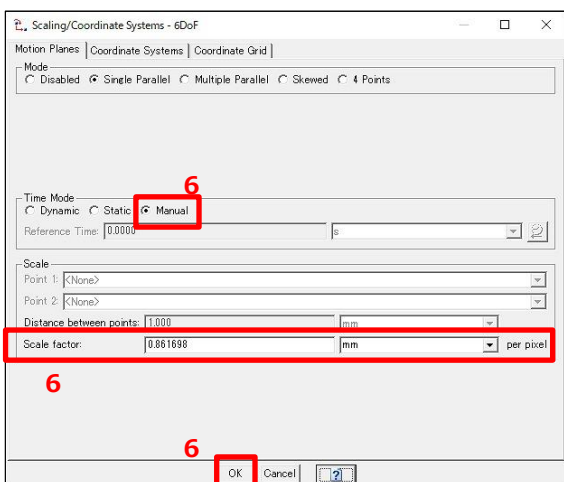 Scaling/Coordinate Systems - 6DoF
Motion Planes Coordinate Systems Coordinate Grid
Mode
Disabled Single Parallel Multiple Parallel Skewed 4 Points
6
Time Mode
Dynamic Static Manual
Reference Time: 0.0000 s
Scale
Point 1: <None>
Point 2: <None>
Distance between points: 1.000 mm
Scale factor: 0.861698 mm per pixel
6
6
OK Cancel ?